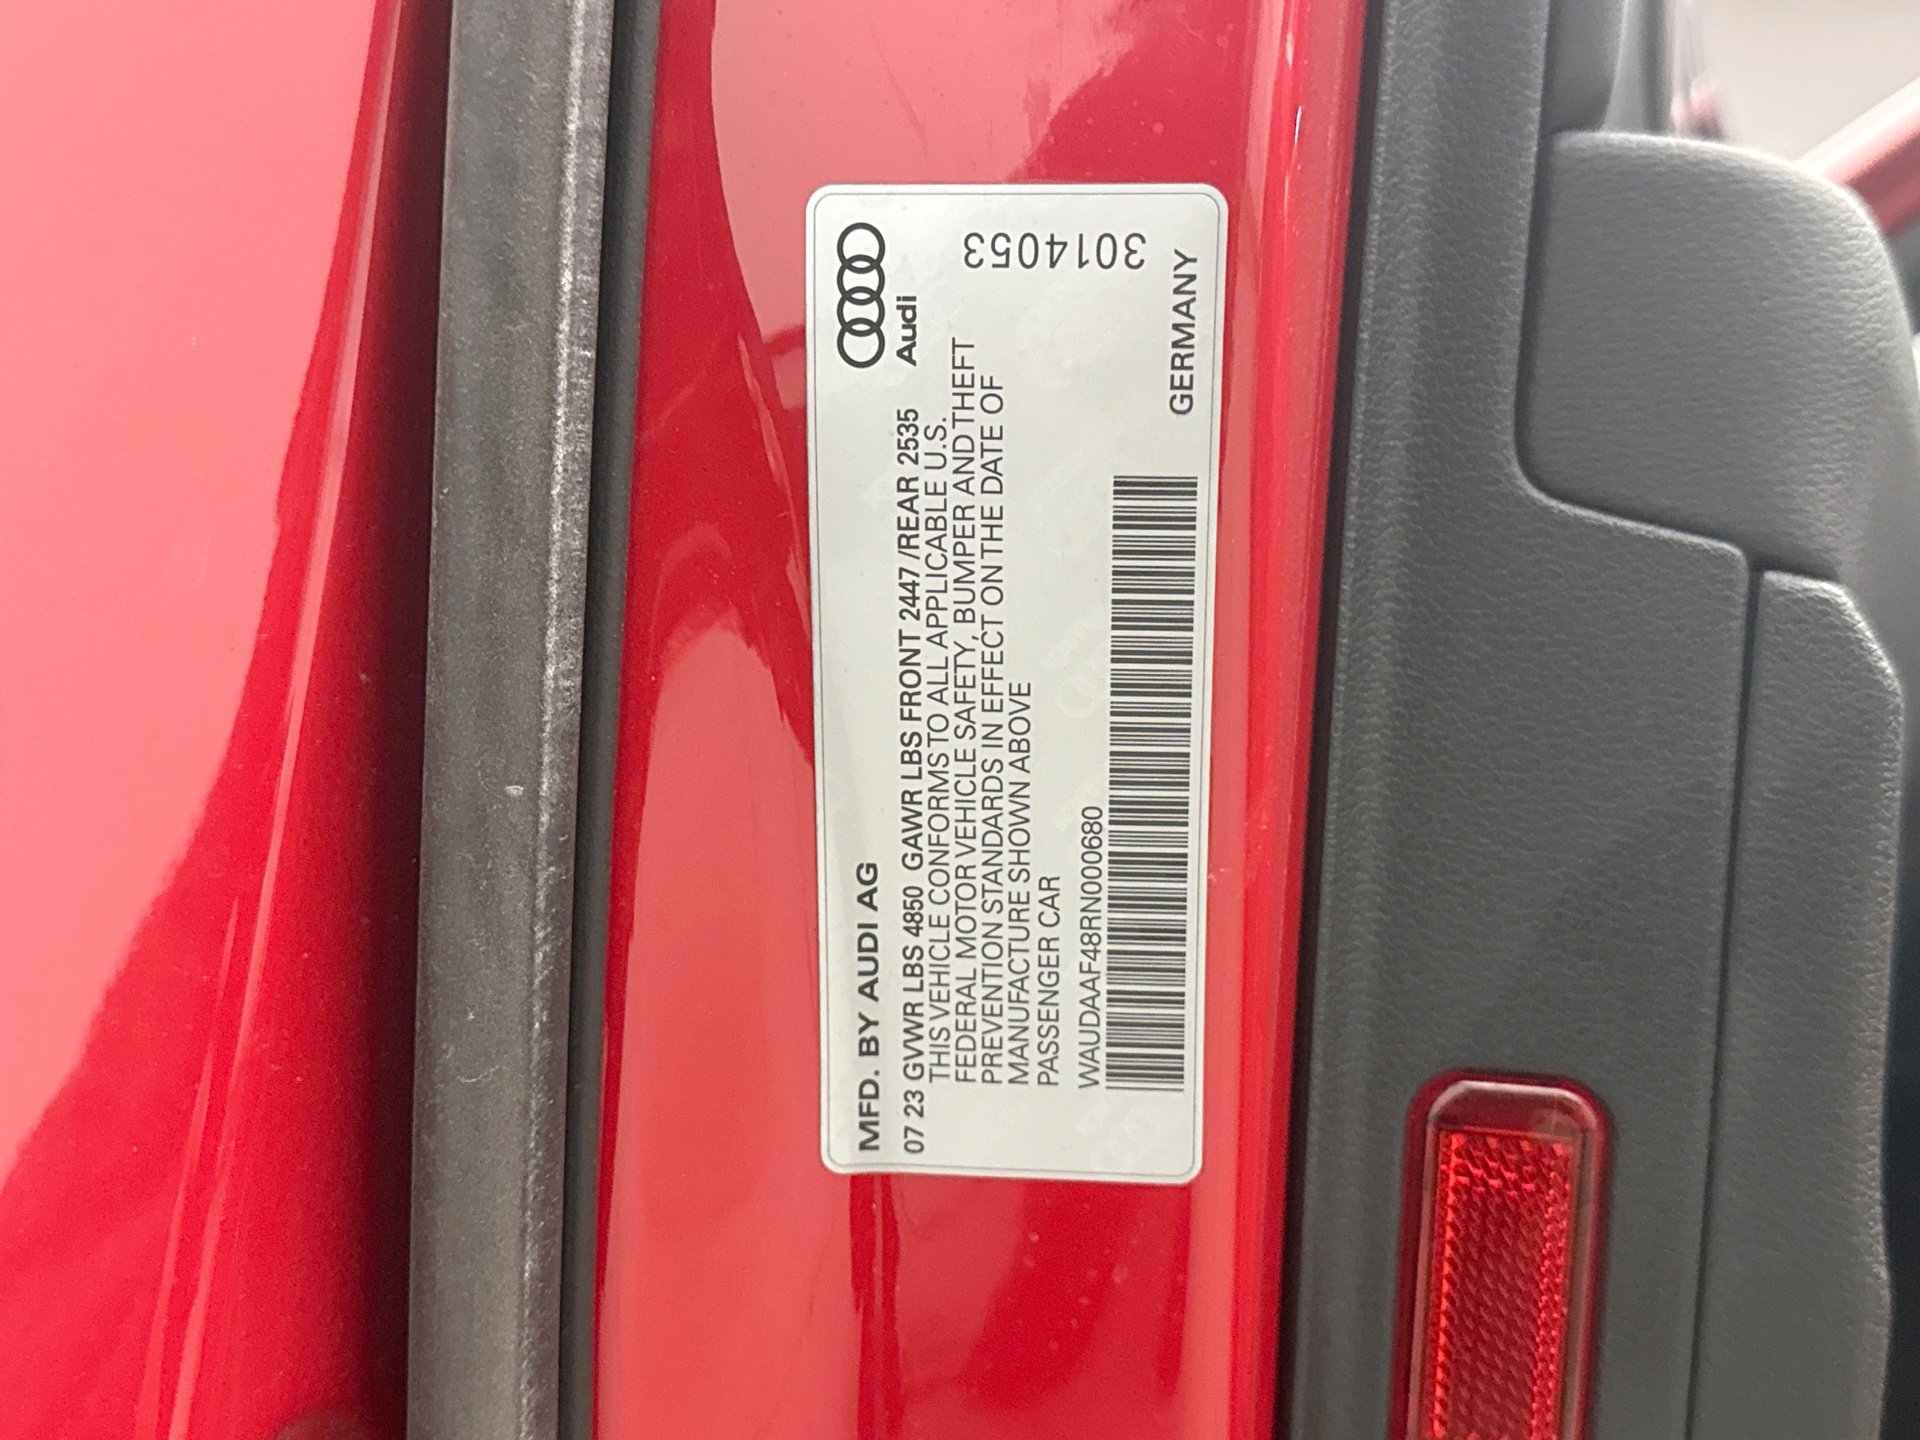 MFD. BY AUDI AG
Audi
07 23 GVWR LBS 4850 GAWR LBS FRONT 2447 /REAR 2535
THIS VEHICLE CONFORMS TO ALL APPLICABLE U.S.
FEDERAL MOTOR VEHICLE SAFETY, BUMPER AND THEFT
PREVENTION STANDARDS IN EFFECT ON THE DATE OF
MANUFACTURE SHOWN ABOVE
PASSENGER CAR
3014053
WAUDAAF48RN000680
GERMANY